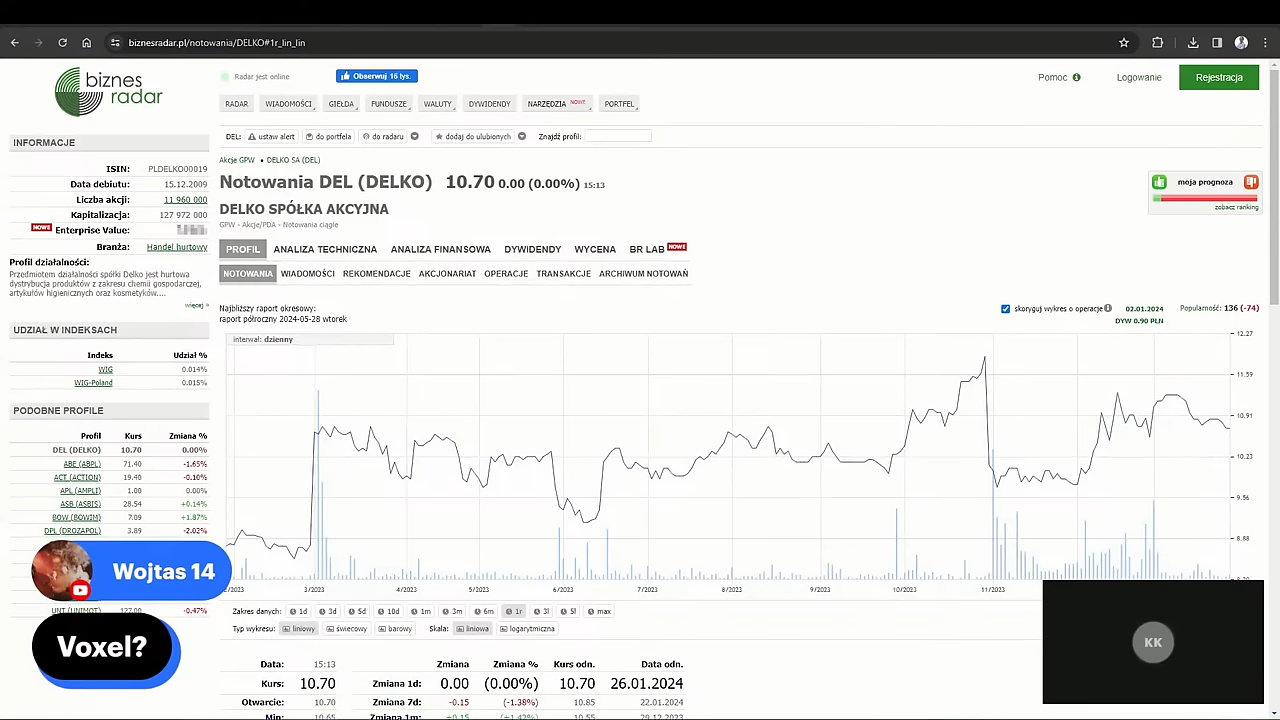 biznesradar.pl/notowania/DELKO#1r_lin_lin
biznes
radar
Radar jest online
Obserwuj 16 tys.
Pomoc
Logowanie
Rejestracja
RADAR WIADOMOŚCI GIEŁDA FUNDUSZE WALUTY DYWIDENDY NARZĘDZIA NOWE PORTFEL
DEL: ustaw alert do portfela do radaru dodaj do ulubionych Znajdź profil:
INFORMACJE
ISIN: PLDELKO00019
Data debiutu: 15.12.2009
Liczba akcji: 11 960 000
Kapitalizacja: 127 972 000
NOWE Enterprise Value:
Branża: Handel hurtowy
Profil działalności:
Przedmiotem działalności spółki Delko jest hurtowa
dystrybucja produktów z zakresu chemii gospodarczej,
artykułów higienicznych oraz kosmetyków....
więcej »
UDZIAŁ W INDEKSACH
Indeks Udział %
WIG 0.014%
WIG-Poland 0.015%
PODOBNE PROFILE
Profil Kurs Zmiana %
DEL (DELKO) 10.70 0.00%
ABE (ABPL) 71.40 -1.65%
ACT (ACTION) 19.40 -0.10%
APL (AMPLI) 1.00 0.00%
ASB (ASBIS) 28.54 +0.14%
BOW (BOWIM) 7.09 +1.87%
DPL (DROZAPOL) 3.89 -2.02%
UNT (UNIMOT) 127.00 -0.47%
Wojtas 14
Voxel?
Akcje GPW • DELKO SA (DEL)
Notowania DEL (DELKO) 10.70 0.00 (0.00%) 15:13
DELKO SPÓŁKA AKCYJNA
GPW - Akcje/PDA - Notowania ciągłe
moja prognoza
zobacz ranking
PROFIL ANALIZA TECHNICZNA ANALIZA FINANSOWA DYWIDENDY WYCENA BR LAB NOWE
NOTOWANIA WIADOMOŚCI REKOMENDACJE AKCJONARIAT OPERACJE TRANSAKCJE ARCHIWUM NOTOWAŃ
Najbliższy raport okresowy:
raport półroczny 2024-05-28 wtorek
skoryguj wykres o operacje
02.01.2024
DYW 0.90 PLN
Popularność: 136 (-74)
interwał: dzienny
12.27
11.59
10.91
10.23
9.56
8.88
2/2023 3/2023 4/2023 5/2023 6/2023 7/2023 8/2023 9/2023 10/2023 11/2023
Zakres danych: 1d 3d 5d 10d 1m 3m 6m 1r 3l 5l max
Typ wykresu: liniowy świecowy barowy Skala: liniowa logarytmiczna
Data: 15:13
Kurs: 10.70
Otwarcie: 10.70
Min: 10.65
Zmiana Zmiana % Kurs odn. Data odn.
Zmiana 1d: 0.00 (0.00%) 10.70 26.01.2024
Zmiana 7d: -0.15 (-1.38%) 10.85 22.01.2024
Zmiana 1m: +0.15 (+1.42%) 10.55 29.12.2023
KK